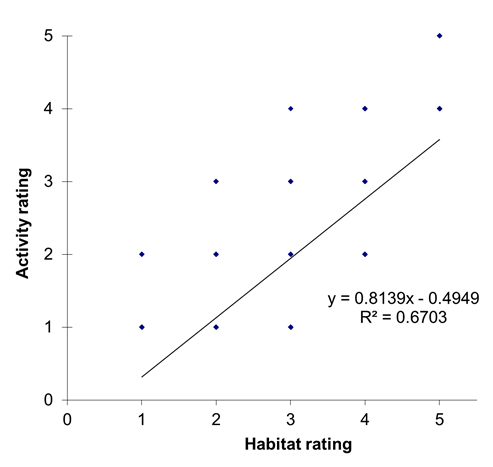 5
4
3
2
1
0
Activity rating
y = 0.8139x - 0.4949
R² = 0.6703
0 1 2 3 4 5
Habitat rating